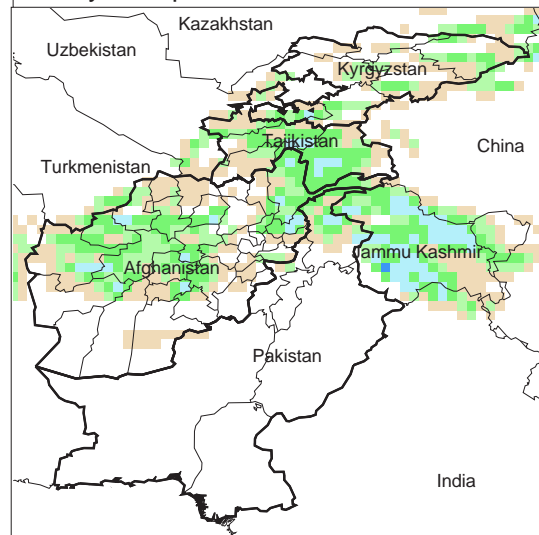 Kazakhstan
Uzbekistan
Kyrgyzstan
Tajikistan
China
Turkmenistan
Jammu Kashmir
Afghanistan
Pakistan
India